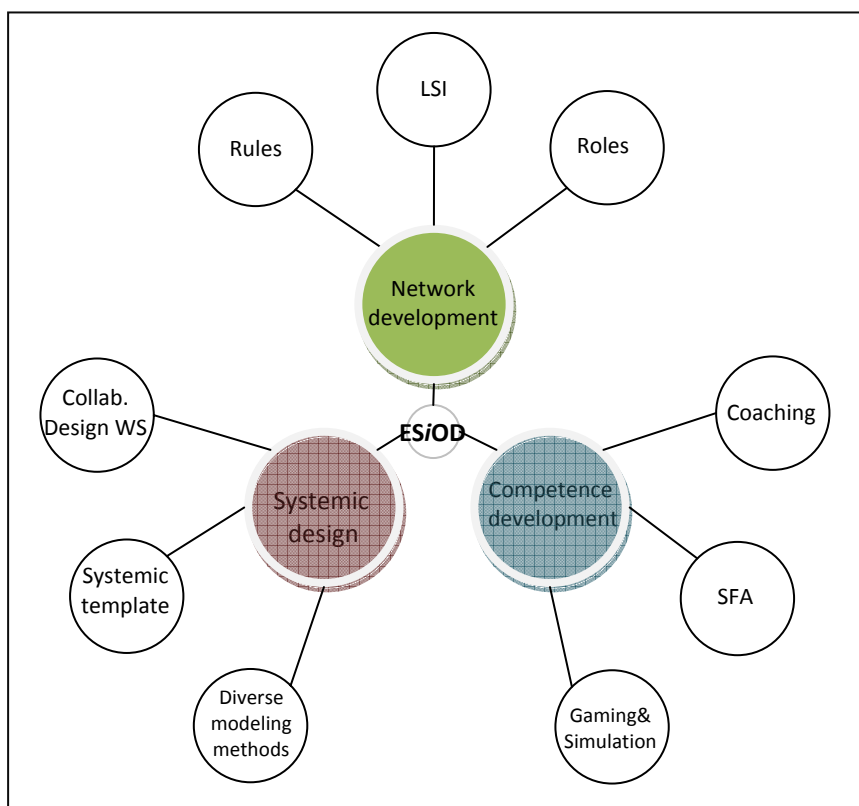 LSI
Rules
Roles
Network
development
Collab.
Design WS
ESiOD
Coaching
Systemic
design
Competence
development
Systemic
template
SFA
Diverse
modeling
methods
Gaming&
Simulation